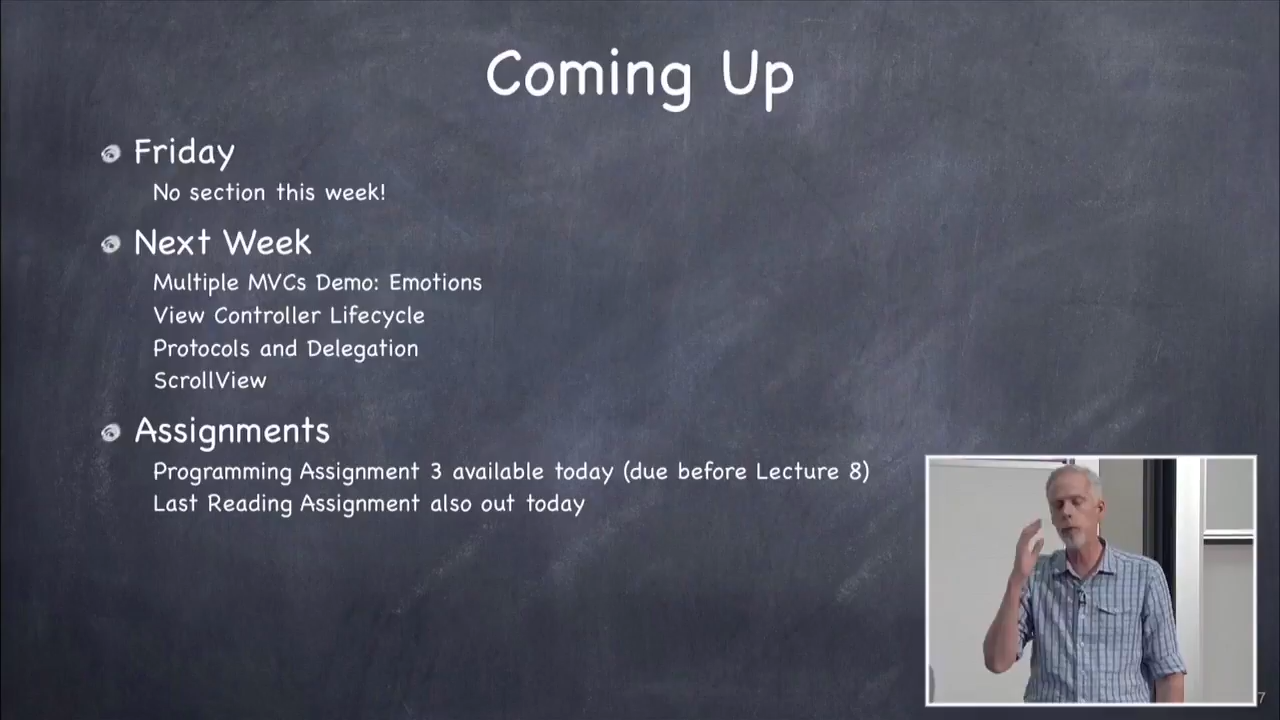 Coming Up
Friday
No section this week!
Next Week
Multiple MVCs Demo: Emotions
View Controller Lifecycle
Protocols and Delegation
ScrollView
Assignments
Programming Assignment 3 available today (due before Lecture 8)
Last Reading Assignment also out today
7